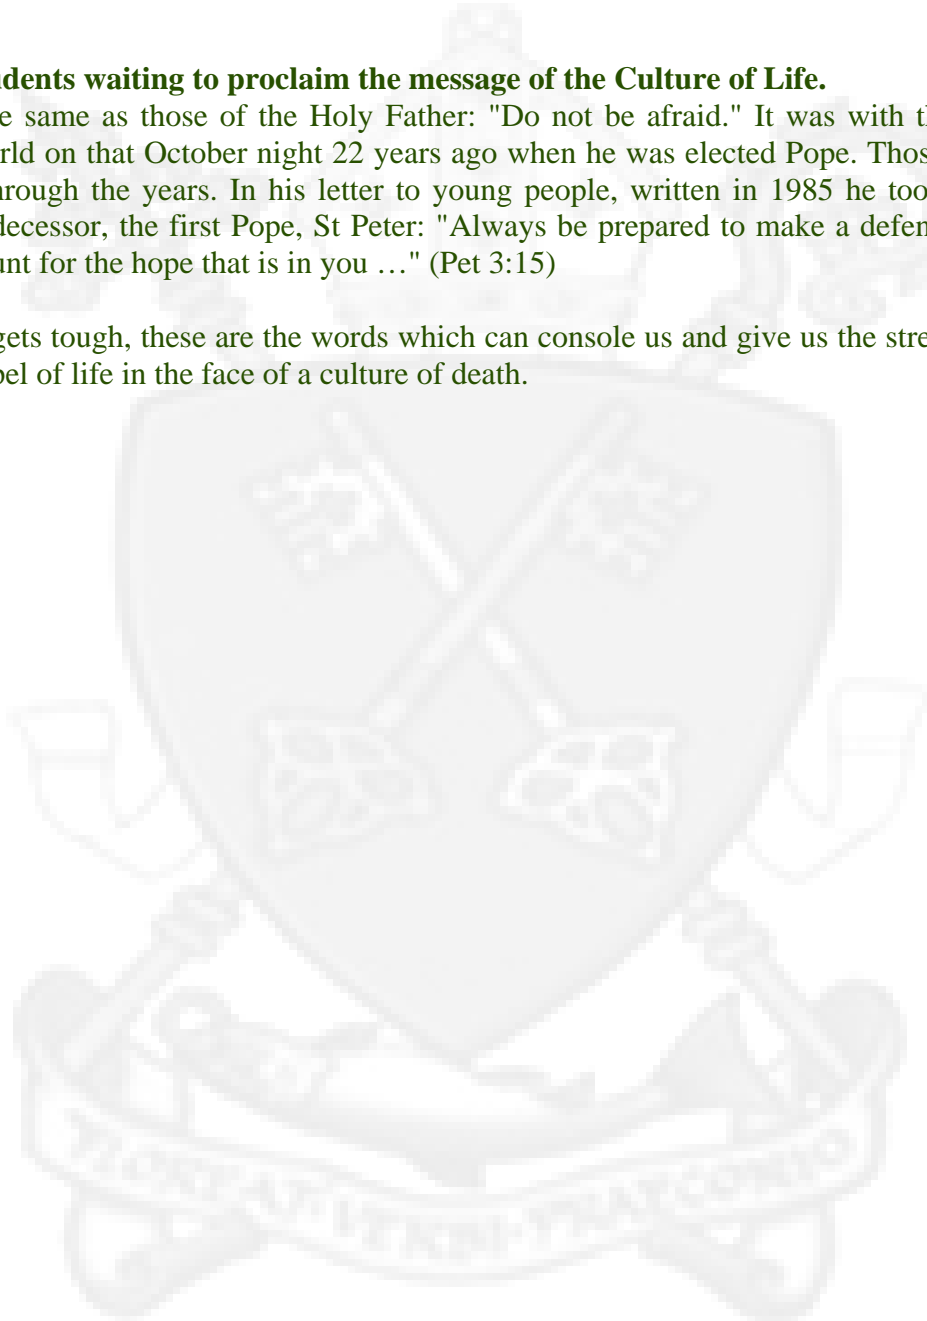 udents waiting to proclaim the message of the Culture of Life.
e same as those of the Holy Father: "Do not be afraid." It was with th
rld on that October night 22 years ago when he was elected Pope. Thos
hrough the years. In his letter to young people, written in 1985 he too
decessor, the first Pope, St Peter: "Always be prepared to make a defen
unt for the hope that is in you …" (Pet 3:15)
gets tough, these are the words which can console us and give us the stre
pel of life in the face of a culture of death.